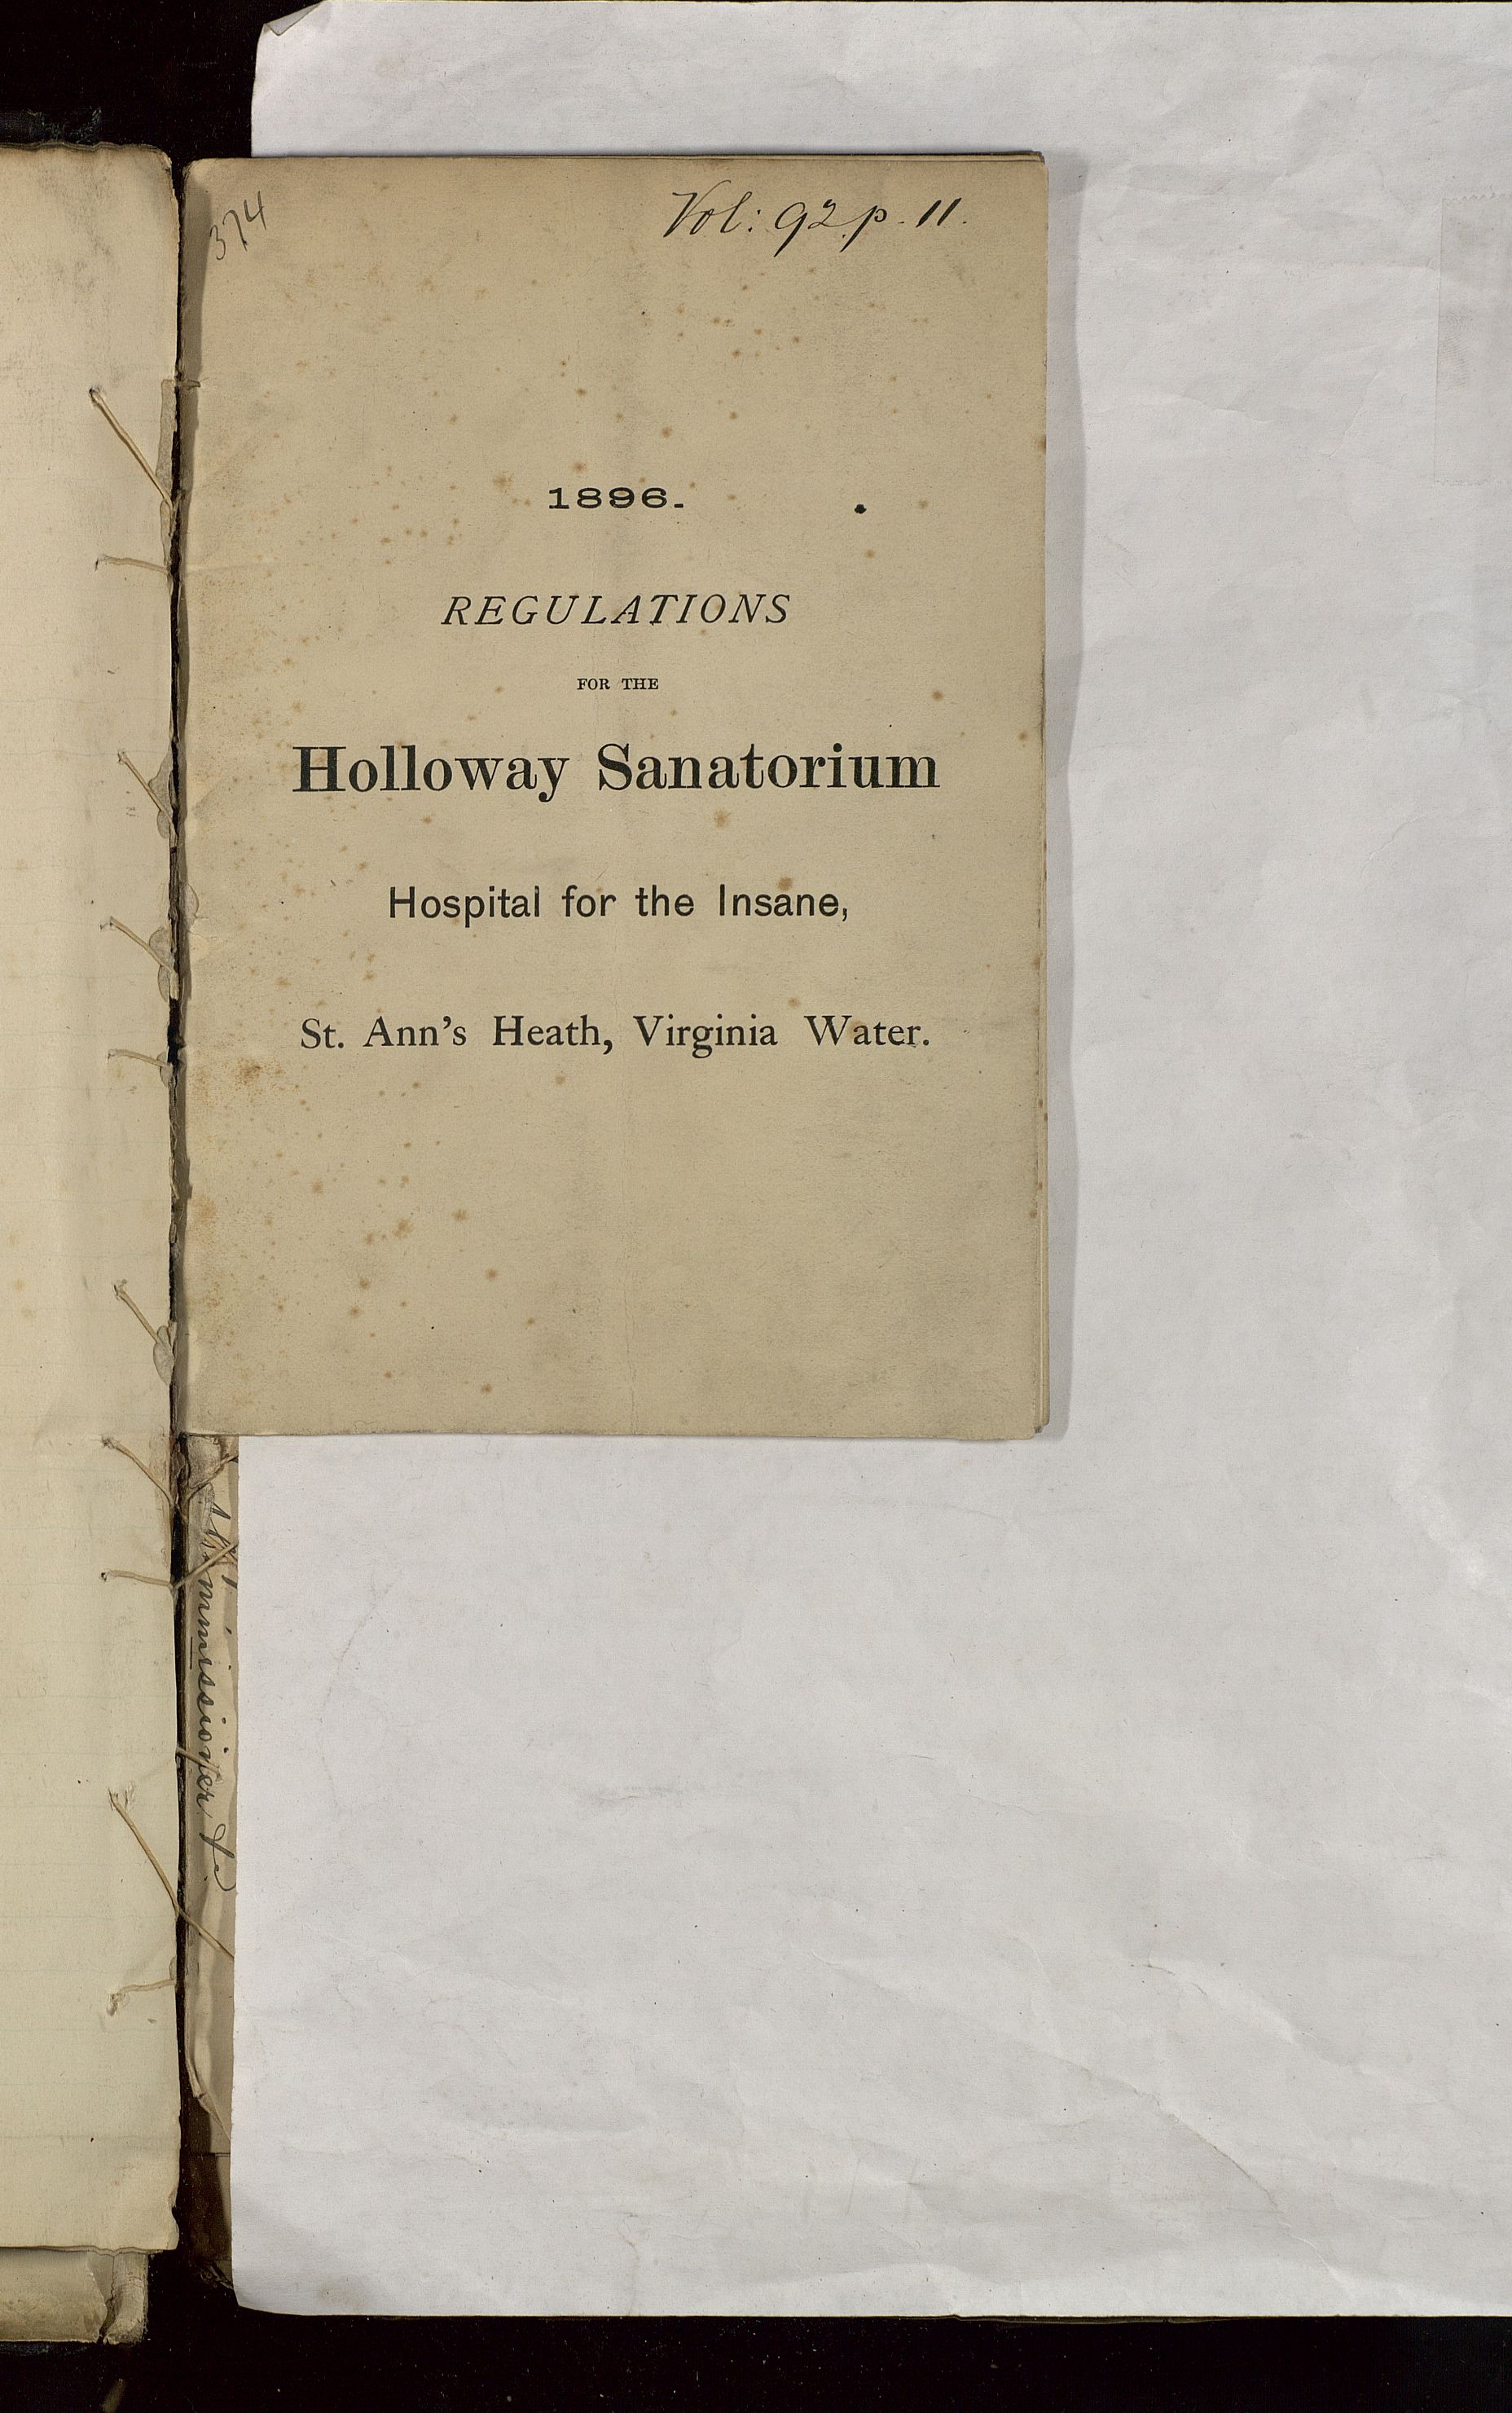 374
Vol: 92 p. 11.
1896.
REGULATIONS
FOR THE
Holloway Sanatorium
Hospital for the Insane,
St. Ann's Heath, Virginia Water.